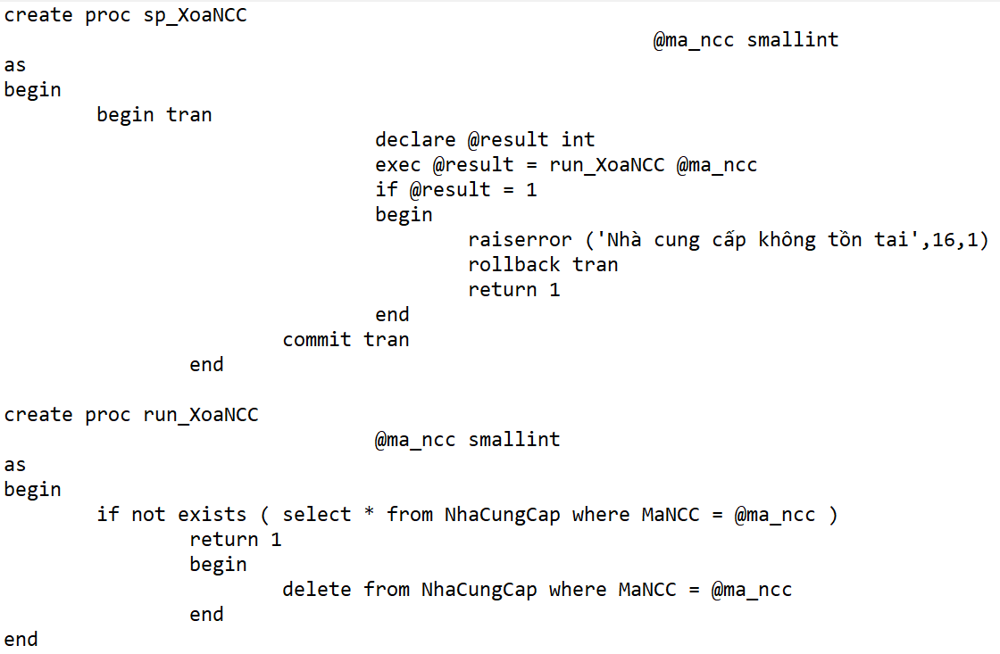 create proc sp_XoaNCC
@ma_ncc smallint
as
begin
begin tran
declare @result int
exec @result = run_XoaNCC @ma_ncc
if @result = 1
begin
raiserror ('Nhà cung cấp không tồn tai',16,1)
rollback tran
return 1
end
commit tran
end
create proc run_XoaNCC
@ma_ncc smallint
as
begin
if not exists ( select * from NhaCungCap where MaNCC = @ma_ncc )
return 1
begin
delete from NhaCungCap where MaNCC = @ma_ncc
end
end